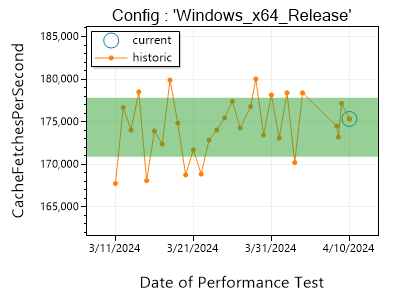 Config : 'Windows_x64_Release'
current
historic
CacheFetchesPerSecond
185,000
180,000
175,000
170,000
165,000
3/11/2024
3/21/2024
3/31/2024
4/10/2024
Date of Performance Test